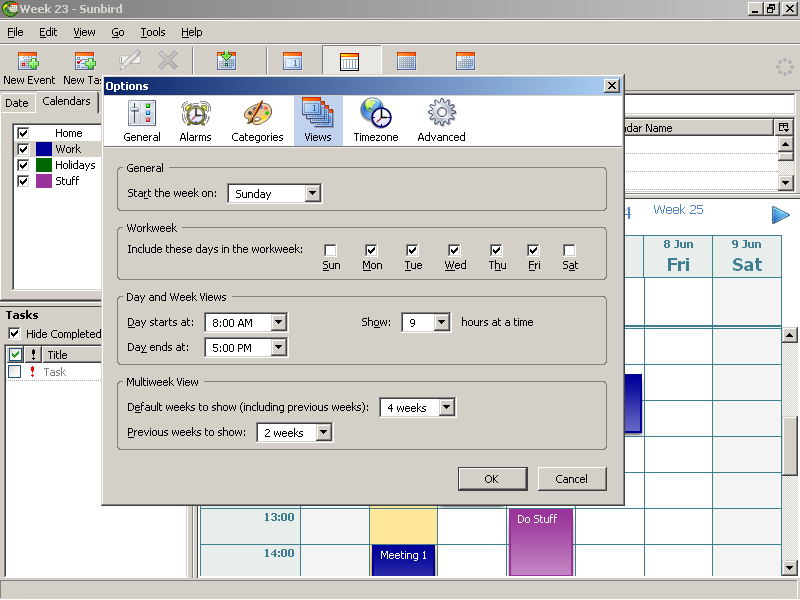 Week 23 - Sunbird
File Edit View Go Tools Help
New Event New Tas
Date Calendars
Home
Work
Holidays
Stuff
Options
General Alarms Categories Views Timezone Advanced
General
Start the week on: Sunday
Workweek
Include these days in the workweek:
Sun Mon Tue Wed Thu Fri Sat
Day and Week Views
Day starts at: 8:00 AM Show: 9 hours at a time
Day ends at: 5:00 PM
Multiweek View
Default weeks to show (including previous weeks): 4 weeks
Previous weeks to show: 2 weeks
OK Cancel
dar Name
4 Week 25
8 Jun 9 Jun
Fri Sat
Tasks
Hide Completed
! Title
! Task
13:00 Do Stuff
14:00 Meeting 1